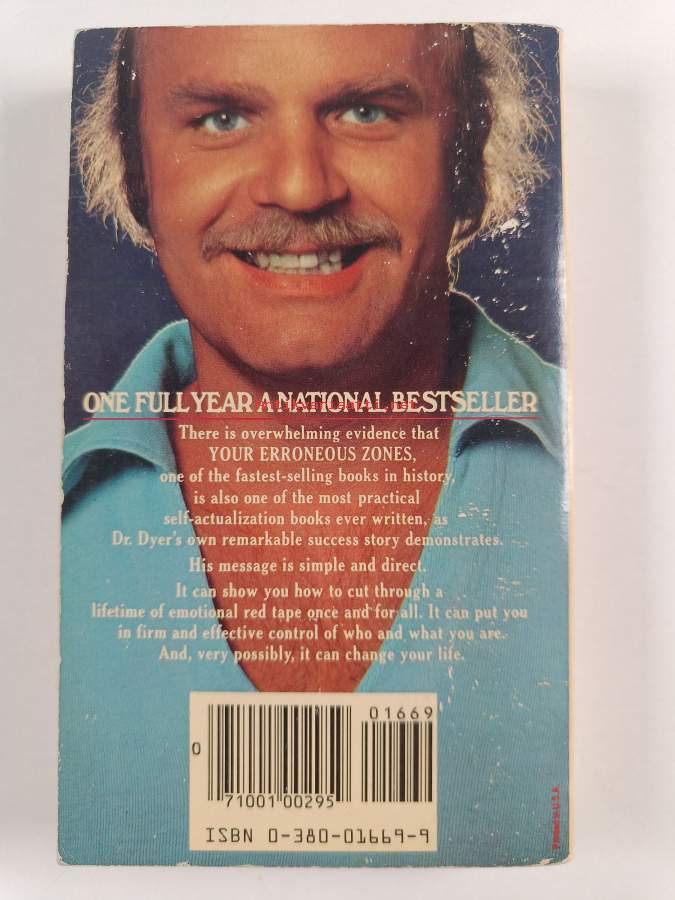 ONE FULL YEAR A NATIONAL BESTSELLER
There is overwhelming evidence that
YOUR ERRONEOUS ZONES,
one of the fastest-selling books in history,
is also one of the most practical
self-actualization books ever written, as
Dr. Dyer's own remarkable success story demonstrates.
His message is simple and direct.
It can show you how to cut through a
lifetime of emotional red tape once and for all. It can put you
in firm and effective control of who and what you are.
And, very possibly, it can change your life.
01669
0
71001 00295
ISBN 0-380-01669-9
Printed in U.S.A.